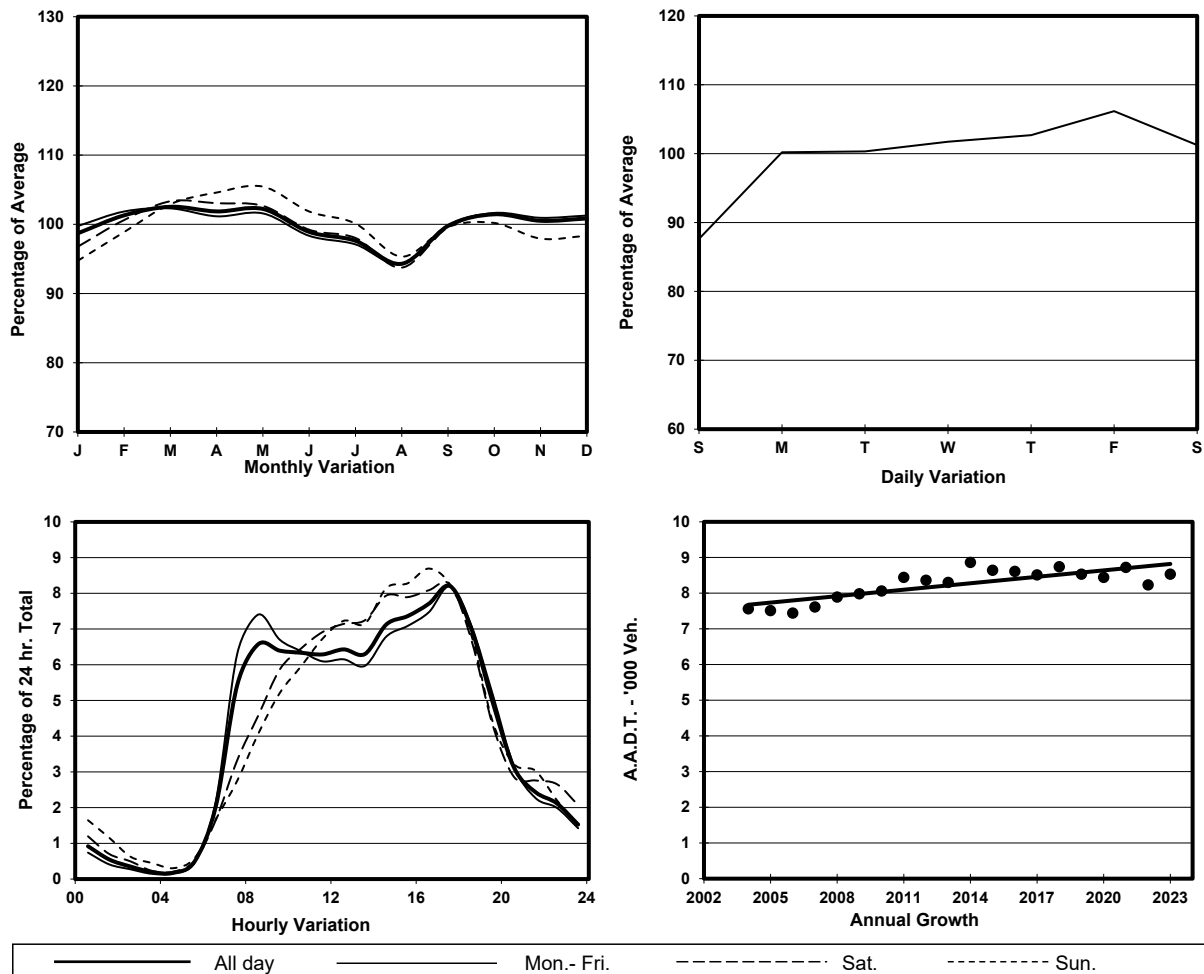 130
120
110
100
90
80
70
Percentage of Average
J F M A M J J A S O N D
Monthly Variation
120
110
100
90
80
70
60
Percentage of Average
S M T W T F S
Daily Variation
10
9
8
7
6
5
4
3
2
1
0
Percentage of 24 hr. Total
00 04 08 12 16 20 24
Hourly Variation
10
9
8
7
6
5
4
3
2
1
0
A.A.D.T. - '000 Veh.
2002 2005 2008 2011 2014 2017 2020 2023
Annual Growth
All day Mon.- Fri. Sat. Sun.